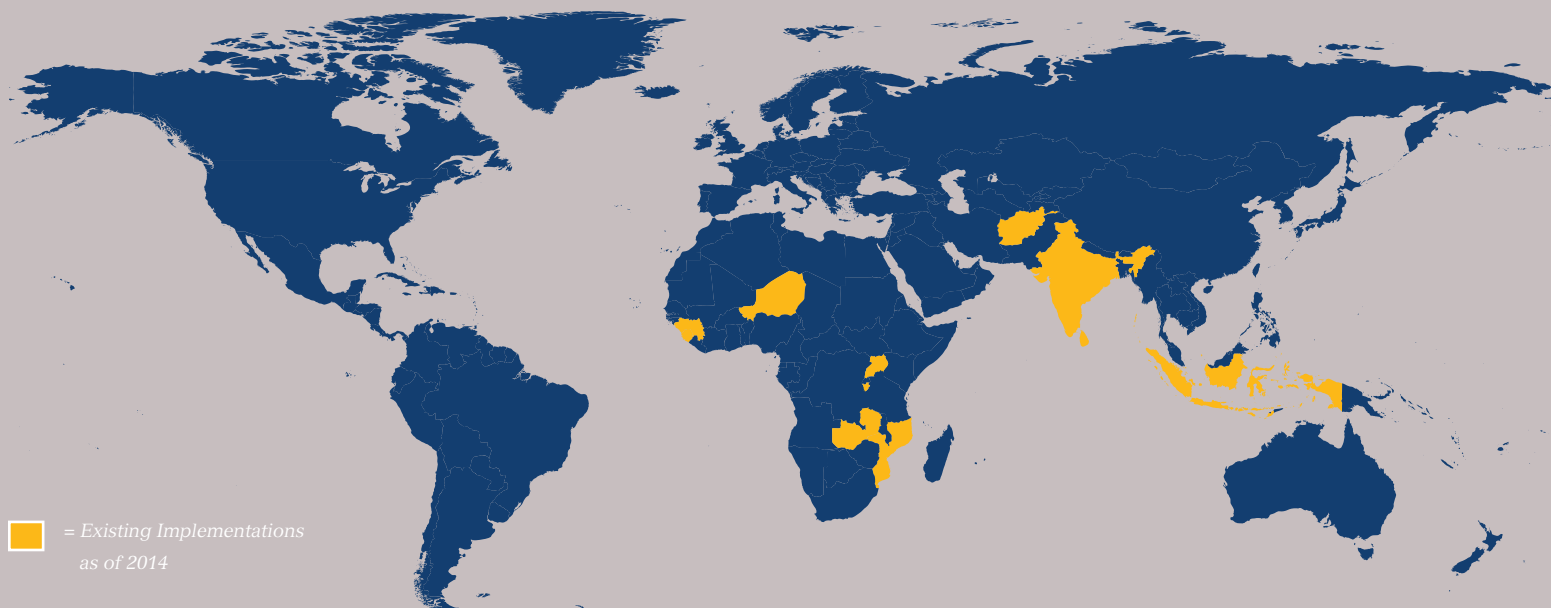 = Existing Implementations
as of 2014